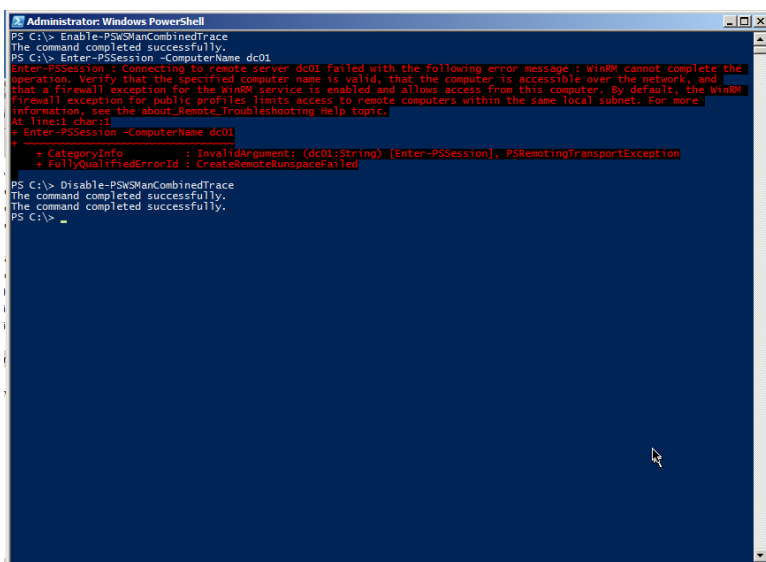 Administrator: Windows PowerShell
PS C:\> Enable-PSWSManCombinedTrace
The command completed successfully.
PS C:\> Enter-PSSession -ComputerName dc01
Enter-PSSession : Connecting to remote server dc01 failed with the following error message : WinRM cannot complete the
operation. Verify that the specified computer name is valid, that the computer is accessible over the network, and
that a firewall exception for the WinRM service is enabled and allows access from this computer. By default, the WinRM
firewall exception for public profiles limits access to remote computers within the same local subnet. For more
information, see the about_Remote_Troubleshooting Help topic.
At line:1 char:1
+ Enter-PSSession -ComputerName dc01
+ ~~~~~~~~~~~~~~~~~~~~~~~~~~~~~~~~~~
+ CategoryInfo : InvalidArgument: (dc01:String) [Enter-PSSession], PSRemotingTransportException
+ FullyQualifiedErrorId : CreateRemoteRunspaceFailed
PS C:\> Disable-PSWSManCombinedTrace
The command completed successfully.
The command completed successfully.
PS C:\> _